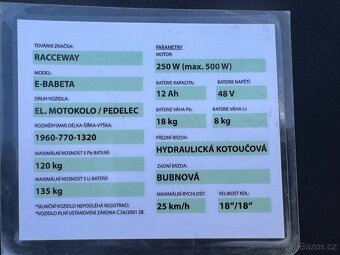 TOVÁRNÍ ZNAČKA:
RACCEWAY
MODEL:
E-BABETA
DRUH VOZIDLA:
EL. MOTOKOLO / PEDELEC
ROZMĚRY(MM) DÉLKA-ŠÍŘKA-VÝŠKA:
1960-770-1320
MAXIMÁLNÍ NOSNOST S Pb BATERIÍ:
120 kg
MAXIMÁLNÍ NOSNOST S Li BATERIÍ:
135 kg
*SILNIČNÍ VOZIDLO NEPODLÉHÁ REGISTRACI.
*VOZIDLO PLNÍ USTANOVENÍ ZÁKONA Č.56/2001 SB.
PARAMETRY
MOTOR:
250 W (max. 500 W)
BATERIE KAPACITA:
12 Ah
BATERIE NAPĚTÍ:
48 V
BATERIE VÁHA Pb:
18 kg
BATERIE VÁHA Li:
8 kg
PŘEDNÍ BRZDA:
HYDRAULICKÁ KOTOUČOVÁ
ZADNÍ BRZDA:
BUBNOVÁ
MAXIMÁLNÍ RYCHLOST:
25 km/h
VELIKOST KOL:
18"/18"
bazos.cz